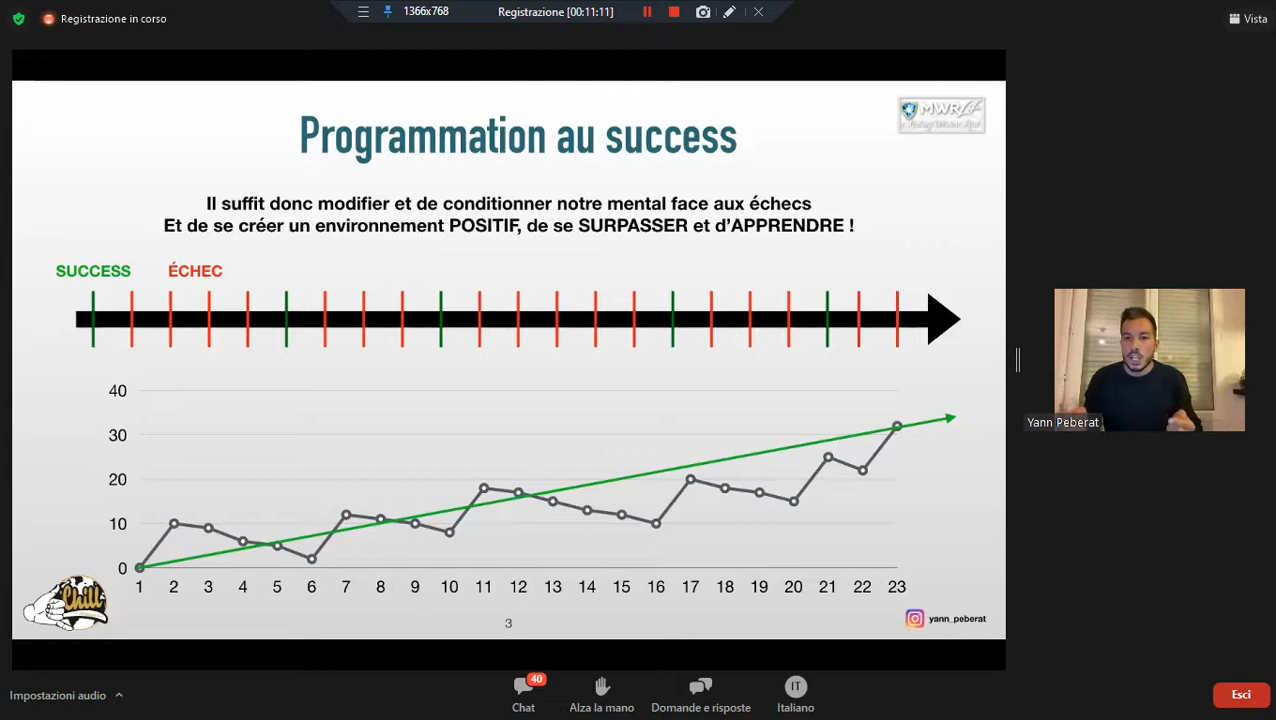 Registrazione in corso
1366x768
Registrazione [00:11:11]
Vista
MWR Life
Programmation au success
Il suffit donc modifier et de conditionner notre mental face aux échecs
Et de se créer un environnement POSITIF, de se SURPASSER et d'APPRENDRE !
SUCCESS ÉCHEC
40
30
20
10
0
1 2 3 4 5 6 7 8 9 10 11 12 13 14 15 16 17 18 19 20 21 22 23
Chill
3
yann_peberat
Yann Peberat
Impostazioni audio
40
Chat
Alza la mano
Domande e risposte
IT
Italiano
Esci